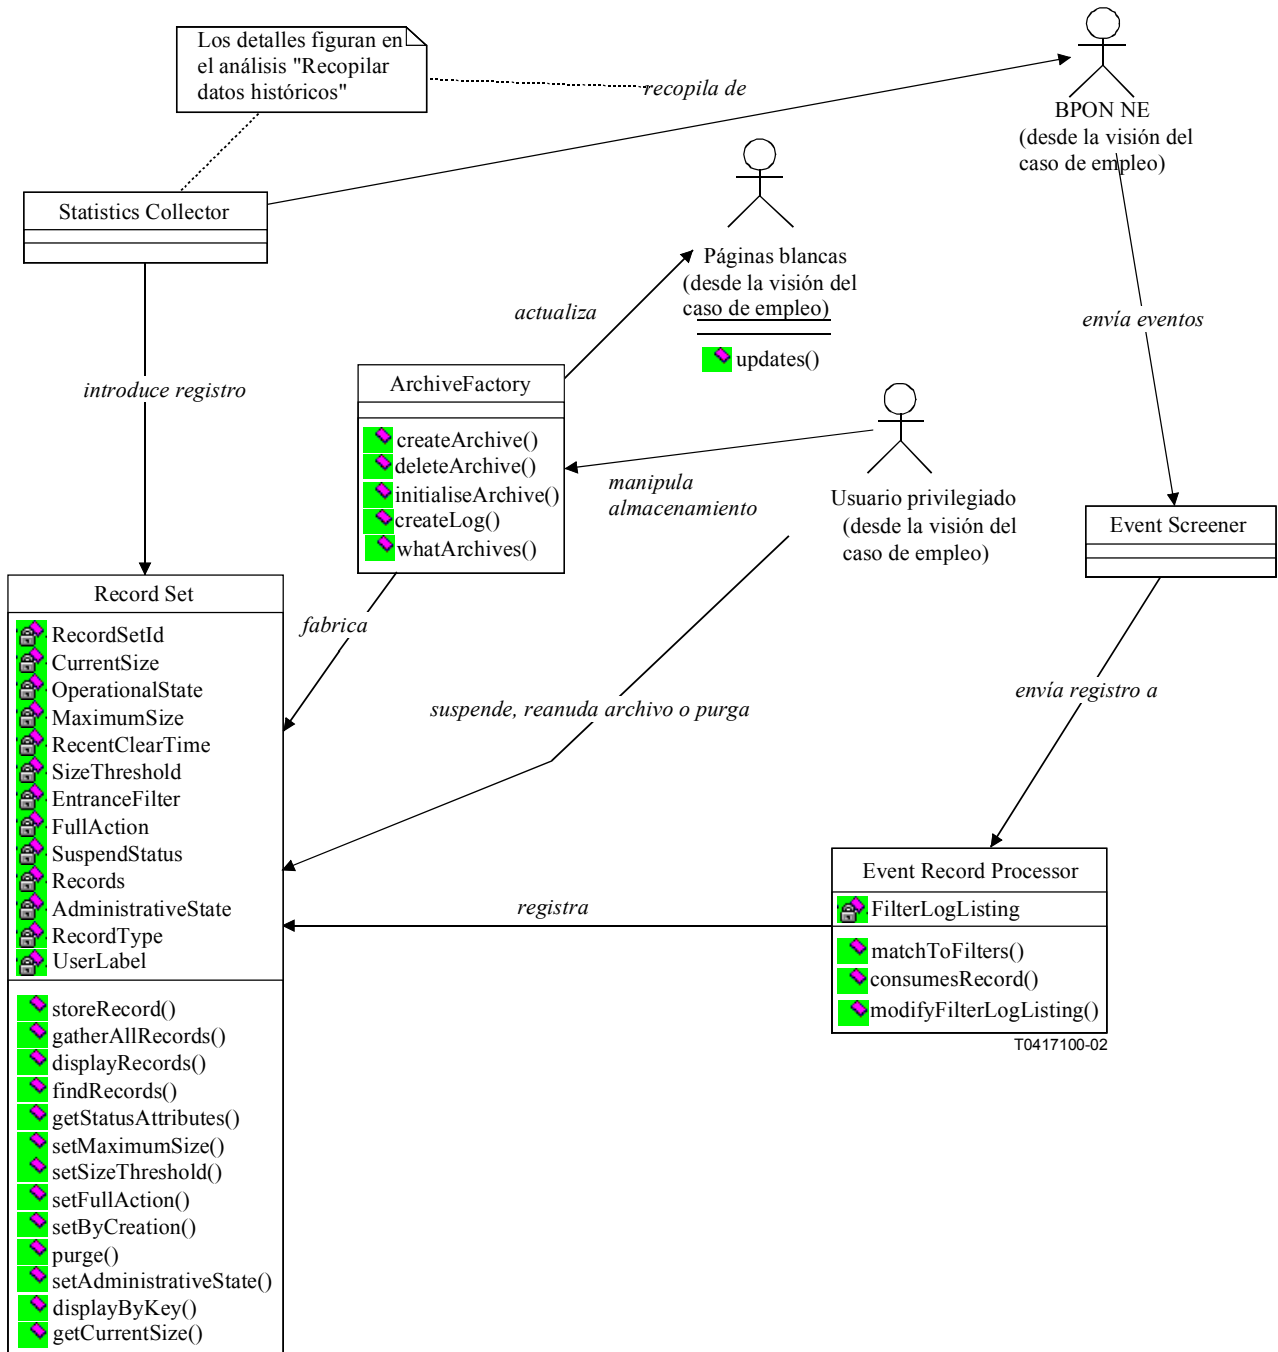 Los detalles figuran en
el análisis "Recopilar
datos históricos"
recopila de
BPON NE
(desde la visión del
caso de empleo)
Statistics Collector
Páginas blancas
(desde la visión del
caso de empleo)
updates()
actualiza
envía eventos
introduce registro
ArchiveFactory
createArchive()
deleteArchive()
initialiseArchive()
createLog()
whatArchives()
manipula
almacenamiento
Usuario privilegiado
(desde la visión del
caso de empleo)
Event Screener
fabrica
suspende, reanuda archivo o purga
envía registro a
Record Set
RecordSetId
CurrentSize
OperationalState
MaximumSize
RecentClearTime
SizeThreshold
EntranceFilter
FullAction
SuspendStatus
Records
AdministrativeState
RecordType
UserLabel
storeRecord()
gatherAllRecords()
displayRecords()
findRecords()
getStatusAttributes()
setMaximumSize()
setSizeThreshold()
setFullAction()
setByCreation()
purge()
setAdministrativeState()
displayByKey()
getCurrentSize()
registra
Event Record Processor
FilterLogListing
matchToFilters()
consumesRecord()
modifyFilterLogListing()
T0417100-02